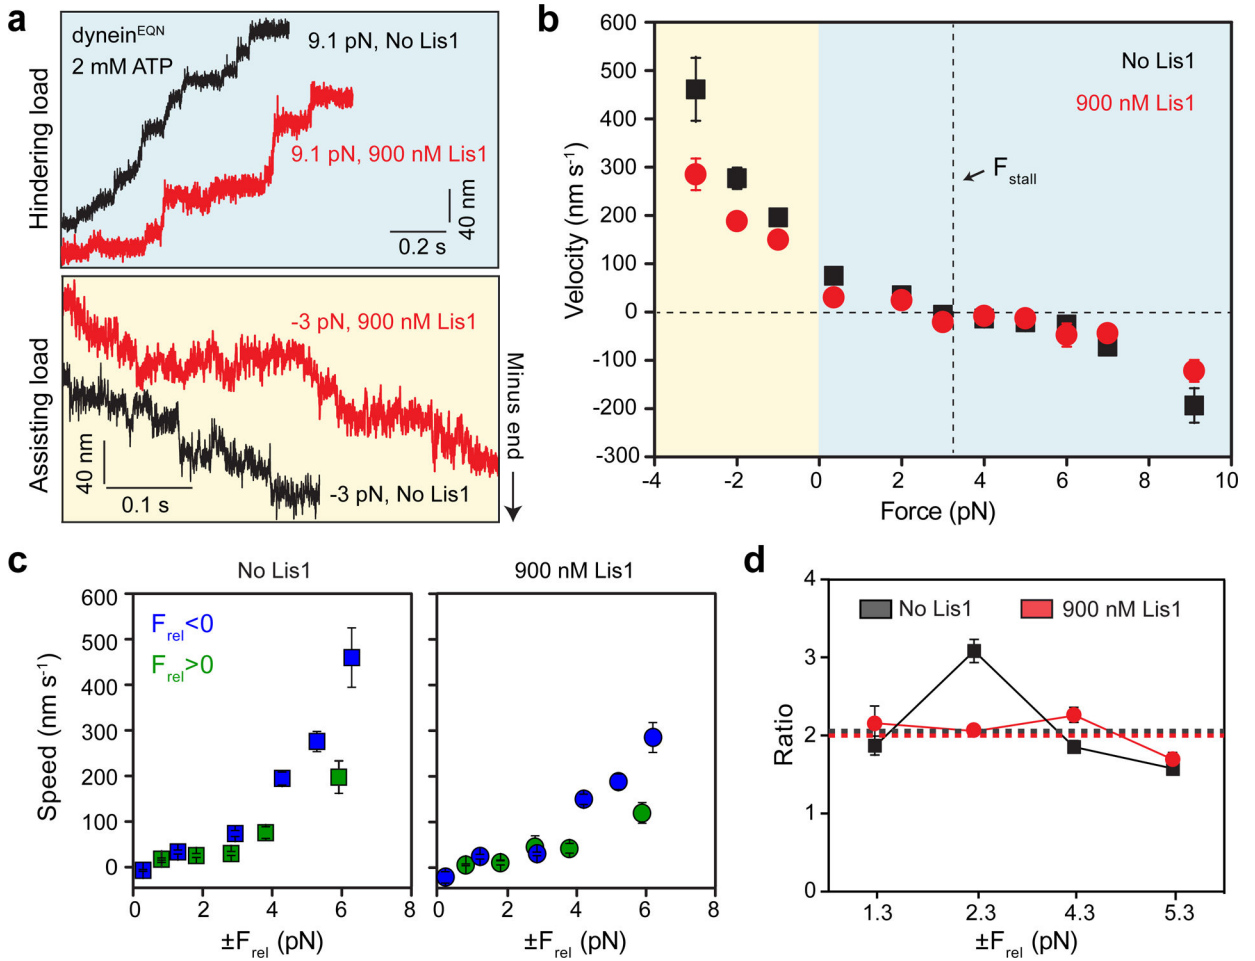 a
dynein^EQN
2 mM ATP
9.1 pN, No Lis1
9.1 pN, 900 nM Lis1
40 nm
0.2 s
Hindering load
-3 pN, 900 nM Lis1
40 nm
0.1 s
-3 pN, No Lis1
Assisting load
Minus end
b
No Lis1
900 nM Lis1
F_stall
600
500
400
300
200
100
0
-100
-200
-300
-4
-2
0
2
4
6
8
10
Velocity (nm s⁻¹)
Force (pN)
c
No Lis1
900 nM Lis1
F_rel<0
F_rel>0
600
500
400
300
200
100
0
Speed (nm s⁻¹)
0 2 4 6 8
0 2 4 6 8
±F_rel (pN)
±F_rel (pN)
d
No Lis1
900 nM Lis1
4
3
2
1
0
Ratio
1.3 2.3 4.3 5.3
±F_rel (pN)